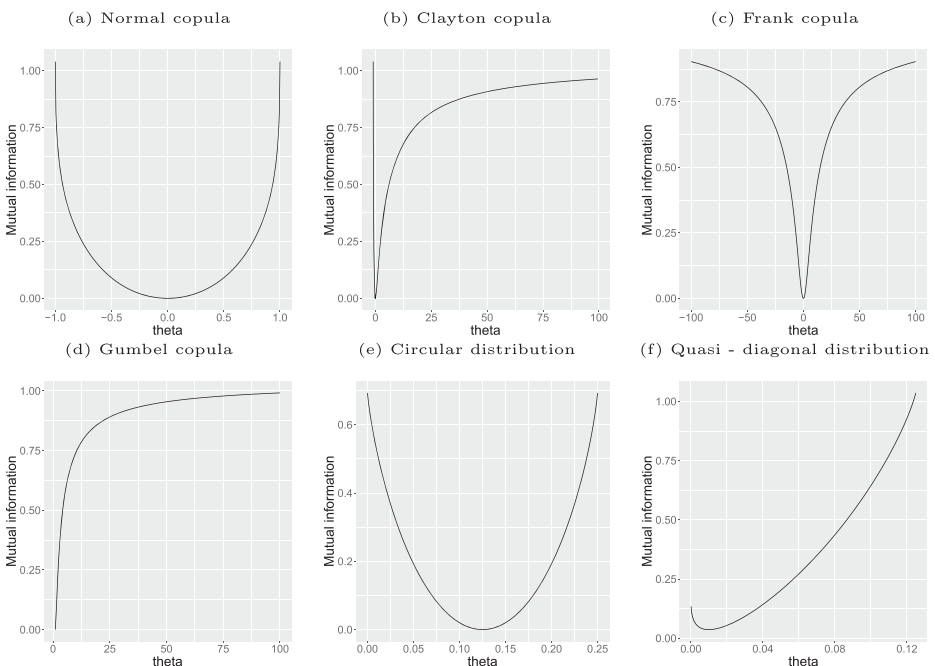 (a) Normal copula
(b) Clayton copula
(c) Frank copula
Mutual information
1.00
0.75
0.50
0.25
0.00
−1.0 −0.5 0.0 0.5 1.0
theta
Mutual information
1.00
0.75
0.50
0.25
0.00
0 25 50 75 100
theta
Mutual information
0.75
0.50
0.25
0.00
−100 −50 0 50 100
theta
(d) Gumbel copula
(e) Circular distribution
(f) Quasi - diagonal distribution
Mutual information
1.00
0.75
0.50
0.25
0.00
0 25 50 75 100
theta
Mutual information
0.6
0.4
0.2
0.0
0.00 0.05 0.10 0.15 0.20 0.25
theta
Mutual information
1.00
0.75
0.50
0.25
0.00
0.00 0.04 0.08 0.12
theta